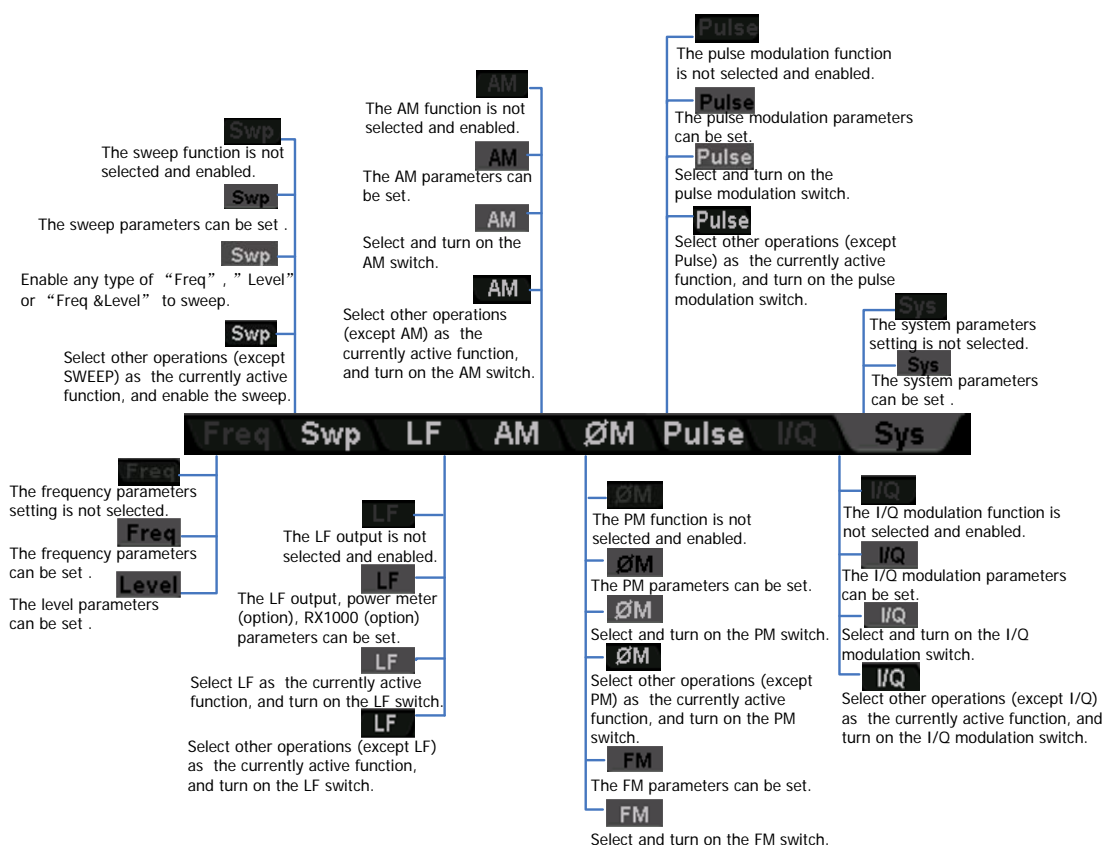 Pulse
The pulse modulation function
is not selected and enabled.
Pulse
The pulse modulation parameters
can be set.
Pulse
Select and turn on the
pulse modulation switch.
Pulse
Select other operations (except
Pulse) as the currently active
function, and turn on the pulse
modulation switch.
AM
The AM function is not
selected and enabled.
AM
The AM parameters can
be set.
AM
Select and turn on the
AM switch.
AM
Select other operations
(except AM) as the
currently active function,
and turn on the AM switch.
Swp
The sweep function is not
selected and enabled.
Swp
The sweep parameters can be set .
Swp
Enable any type of “Freq” , ” Level”
or “Freq &Level” to sweep.
Swp
Select other operations (except
SWEEP) as the currently active
function, and enable the sweep.
Sys
The system parameters
setting is not selected.
Sys
The system parameters
can be set .
Freq Swp LF AM ØM Pulse I/Q Sys
Freq
The frequency parameters
setting is not selected.
Freq
The frequency parameters
can be set .
Level
The level parameters
can be set .
LF
The LF output is not
selected and enabled.
LF
The LF output, power meter
(option), RX1000 (option)
parameters can be set.
LF
Select LF as the currently active
function, and turn on the LF switch.
LF
Select other operations (except LF)
as the currently active function,
and turn on the LF switch.
ØM
The PM function is not
selected and enabled.
ØM
The PM parameters can be set.
ØM
Select and turn on the PM switch.
ØM
Select other operations (except
PM) as the currently active
function, and turn on the PM
switch.
FM
The FM parameters can be set.
FM
Select and turn on the FM switch.
I/Q
The I/Q modulation function is
not selected and enabled.
I/Q
The I/Q modulation parameters
can be set.
I/Q
Select and turn on the I/Q
modulation switch.
I/Q
Select other operations (except I/Q)
as the currently active function, and
turn on the I/Q modulation switch.